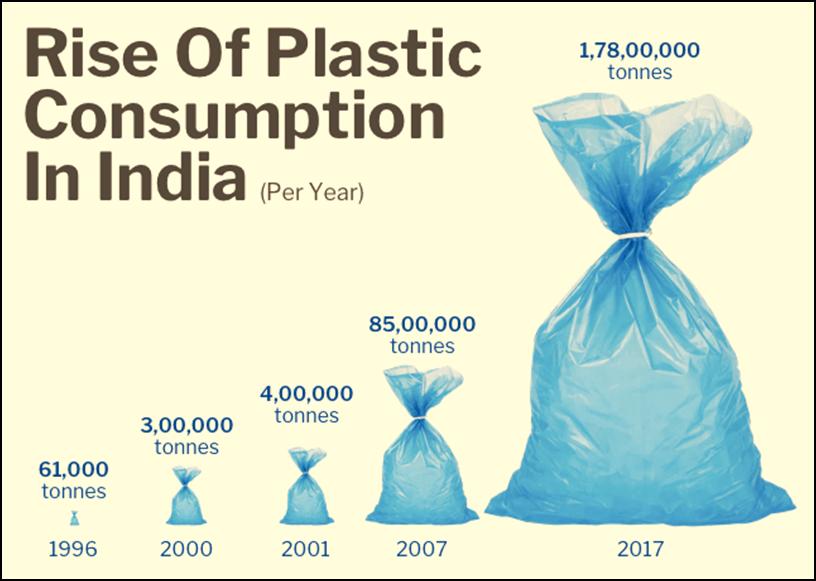 Rise Of Plastic
Consumption
In India (Per Year)
1,78,00,000
tonnes
85,00,000
tonnes
4,00,000
tonnes
3,00,000
tonnes
61,000
tonnes
1996
2000
2001
2007
2017